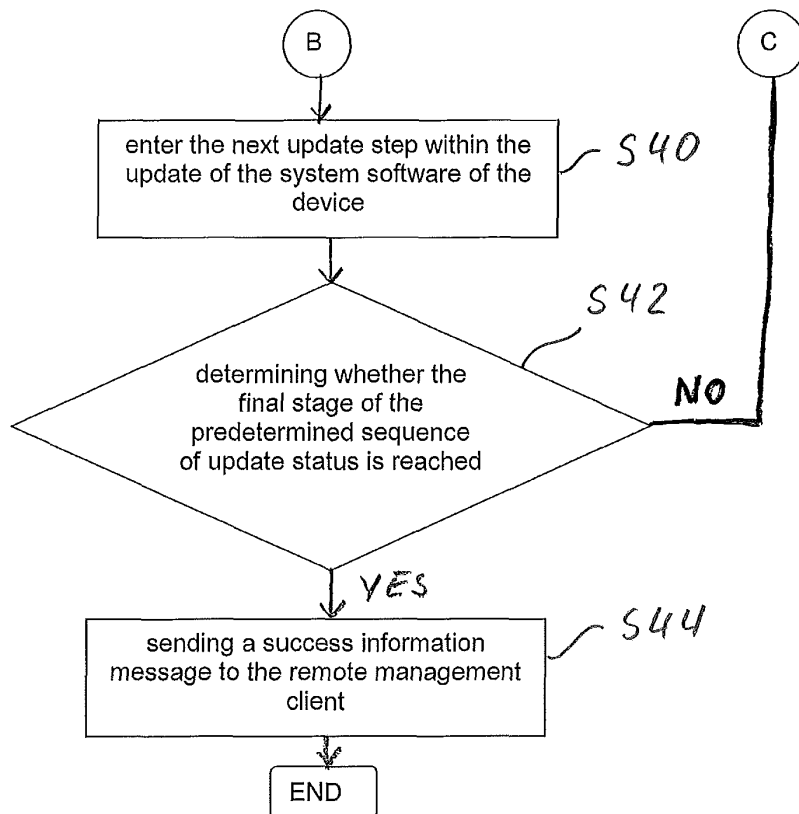 B
C
enter the next update step within the
update of the system software of the
device
S40
S42
determining whether the
final stage of the
predetermined sequence
of update status is reached
NO
YES
sending a success information
message to the remote management
client
S44
END